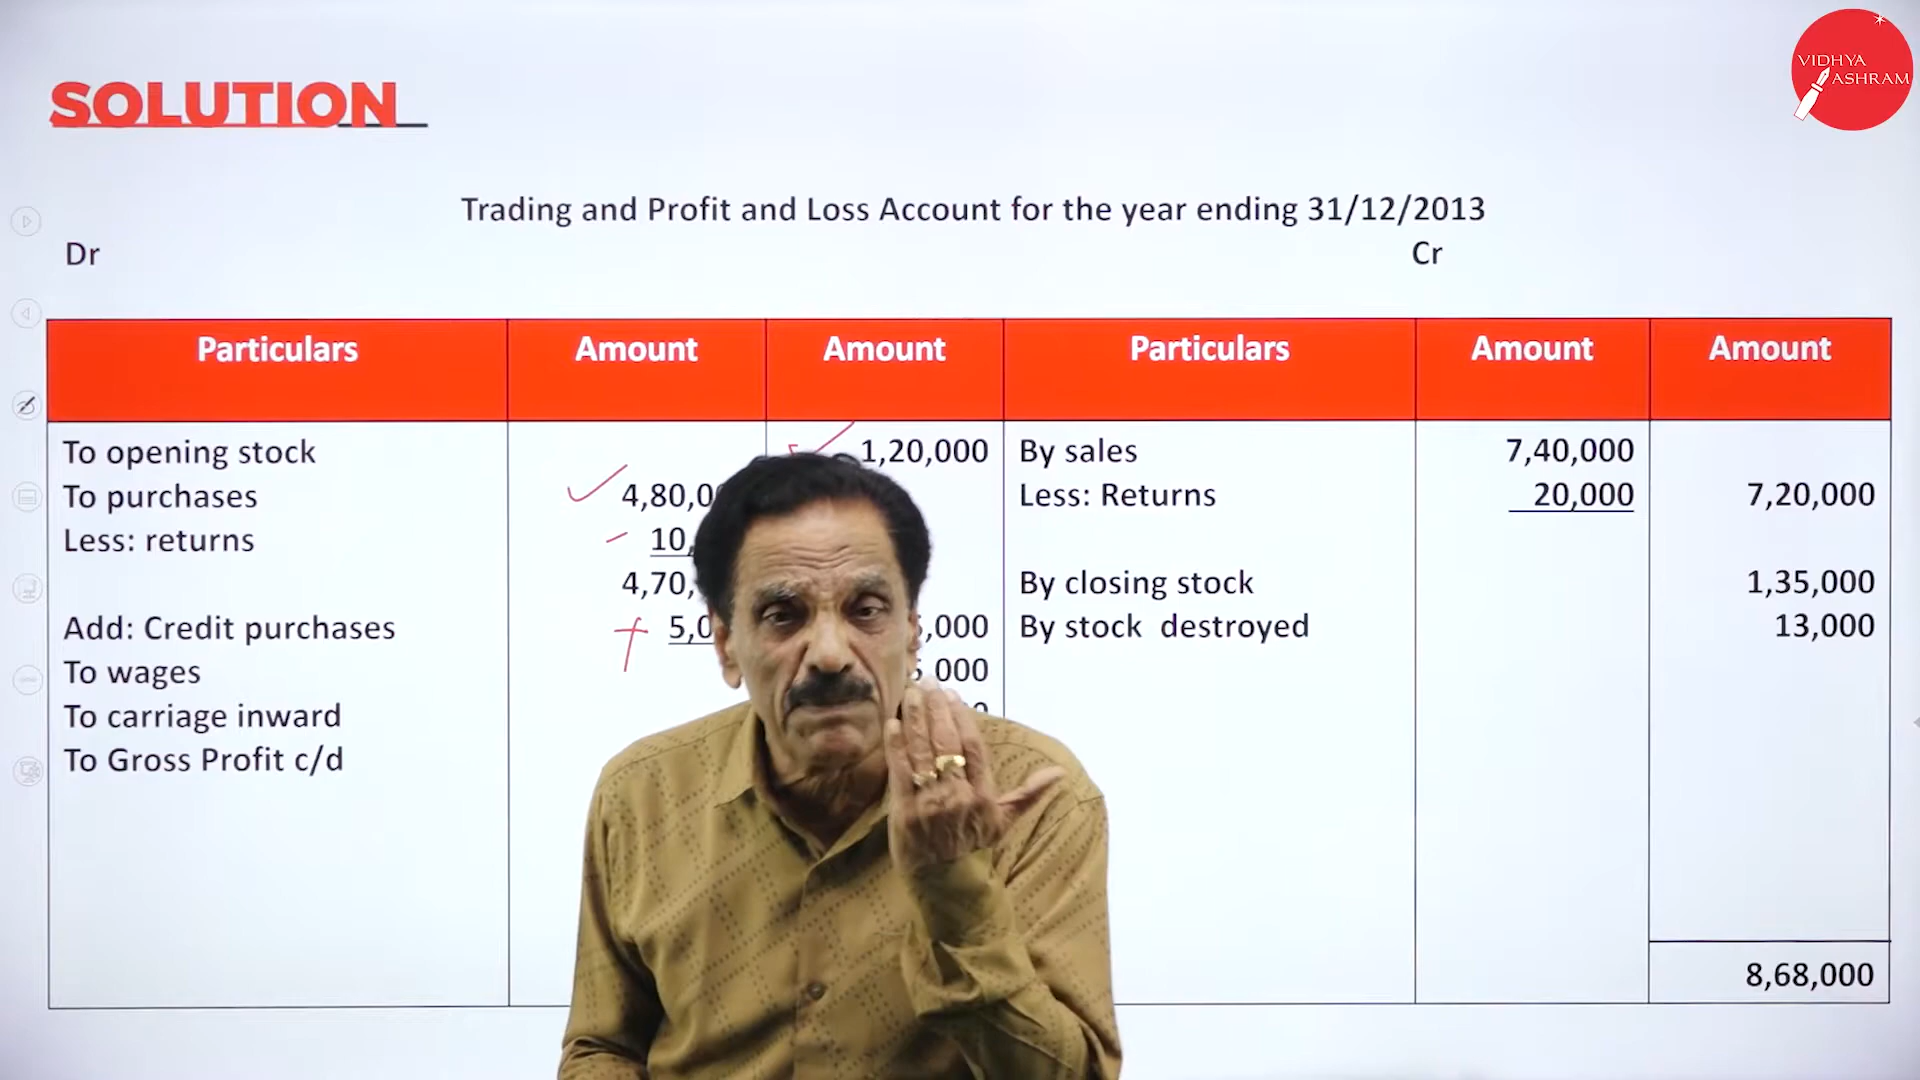 VIDHYA
ASHRAM
SOLUTION
Trading and Profit and Loss Account for the year ending 31/12/2013
Dr Cr
Particulars Amount Amount Particulars Amount Amount
To opening stock 1,20,000 By sales 7,40,000
To purchases Less: Returns 20,000 7,20,000
Less: returns
By closing stock 1,35,000
Add: Credit purchases By stock destroyed 13,000
To wages
To carriage inward
To Gross Profit c/d
8,68,000